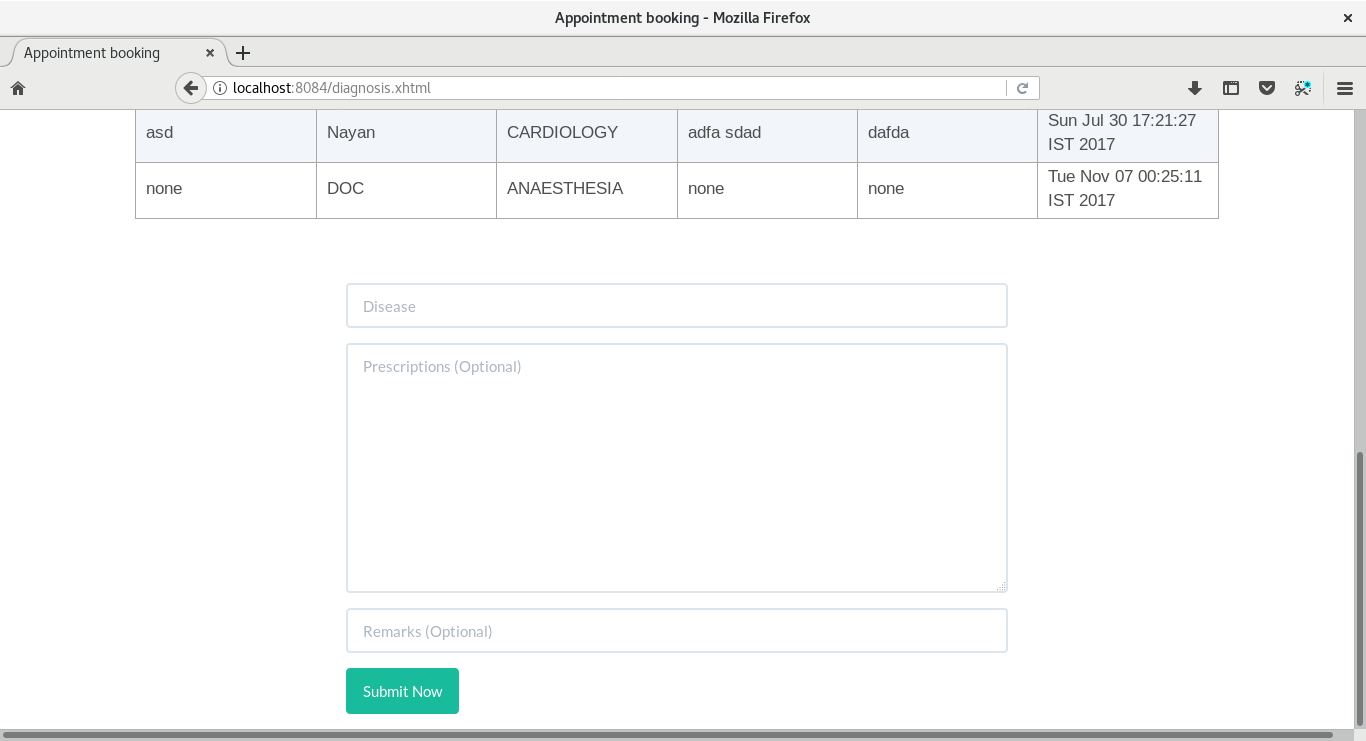 Appointment booking - Mozilla Firefox
Appointment booking
localhost:8084/diagnosis.xhtml
asd Nayan CARDIOLOGY adfa sdad dafda Sun Jul 30 17:21:27
IST 2017
none DOC ANAESTHESIA none none Tue Nov 07 00:25:11
IST 2017
Disease
Prescriptions (Optional)
Remarks (Optional)
Submit Now